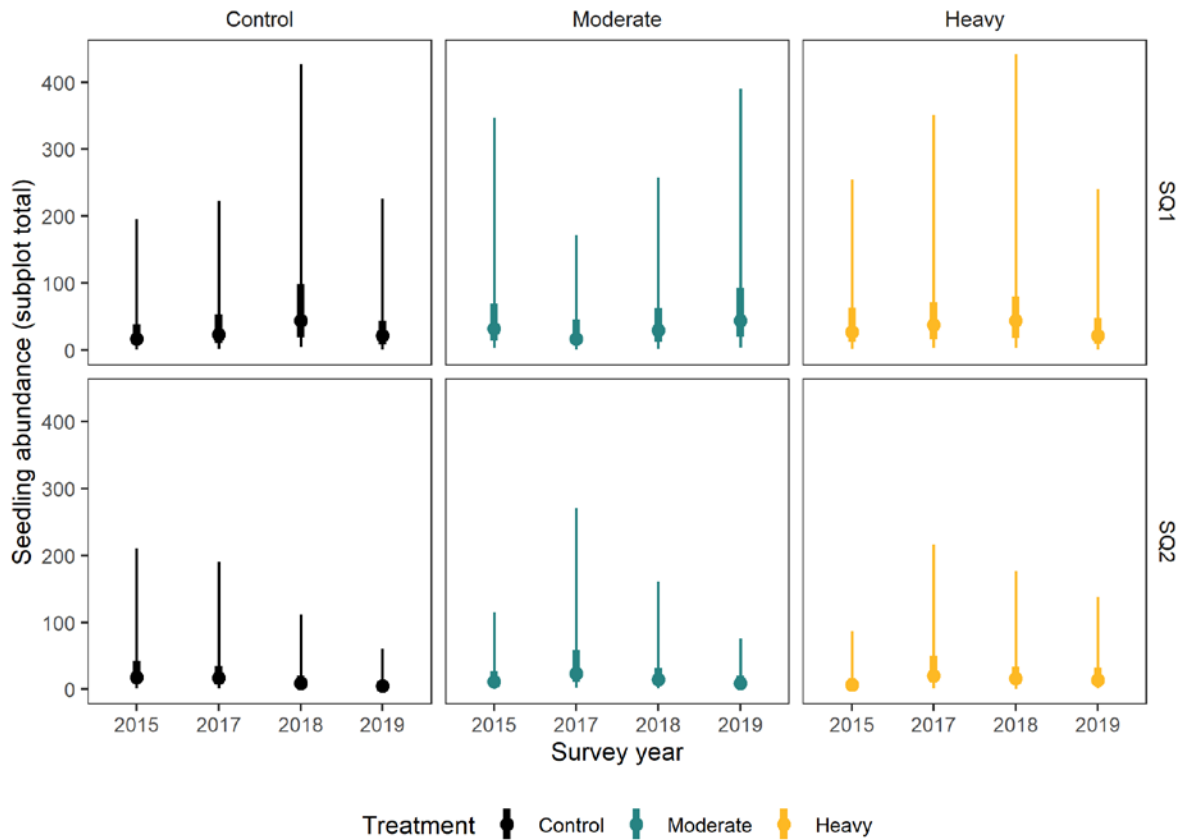 Control Moderate Heavy
Seedling abundance (subplot total)
400
300
200
100
0
SQ1
400
300
200
100
0
SQ2
2015 2017 2018 2019 2015 2017 2018 2019 2015 2017 2018 2019
Survey year
Treatment Control Moderate Heavy